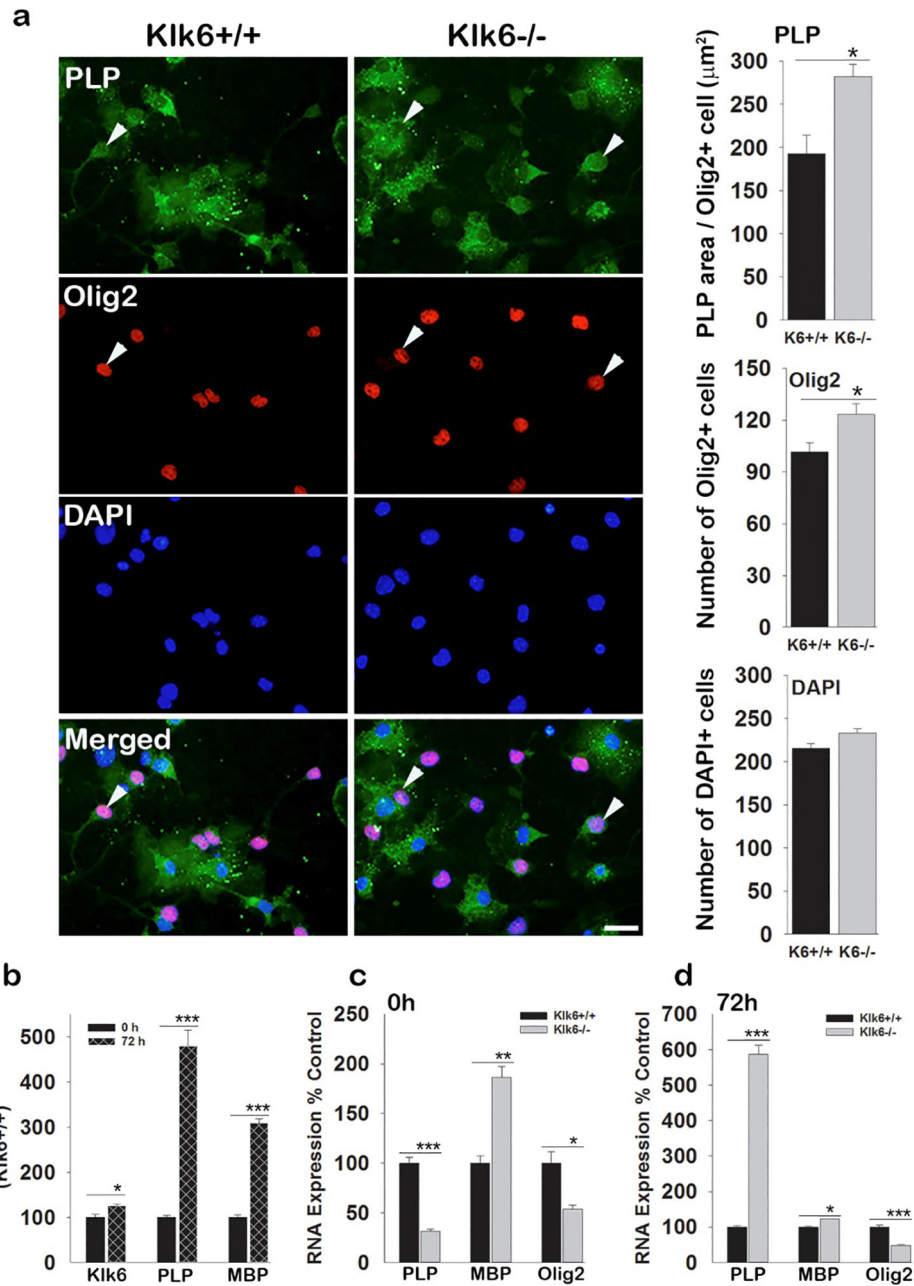 a
Klk6+/+
Klk6-/-
PLP
Olig2
DAPI
Merged
PLP
*
PLP area / Olig2+ cell (μm²)
300
250
200
150
100
50
0
K6+/+ K6-/-
Olig2
*
Number of Olig2+ cells
150
120
90
60
30
0
K6+/+ K6-/-
DAPI
Number of DAPI+ cells
300
250
200
150
100
50
0
K6+/+ K6-/-
b
(Klk6+/+)
500
400
300
200
100
0
0 h
72 h
*
***
***
Klk6 PLP MBP
c
0h
RNA Expression % Control
250
200
150
100
50
0
Klk6+/+
Klk6-/-
***
**
*
PLP MBP Olig2
d
72h
RNA Expression % Control
700
600
500
400
300
200
100
0
Klk6+/+
Klk6-/-
***
*
***
PLP MBP Olig2